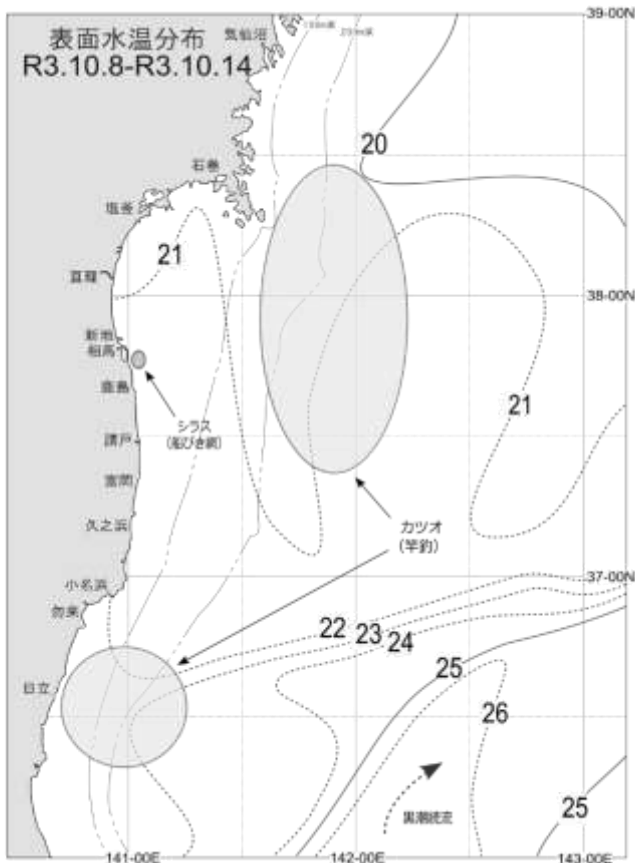 表面水温分布
R3.10.8-R3.10.14
気仙沼
39-00N
20
石巻
塩釜
21
亘理
38-00N
新地
相馬
鹿島
シラス
(船びき網)
21
請戸
富岡
カツオ
(竿釣)
久之浜
37-00N
小名浜
勿来
22
23
24
25
日立
26
25
黒潮続流
141-00E
142-00E
143-00E